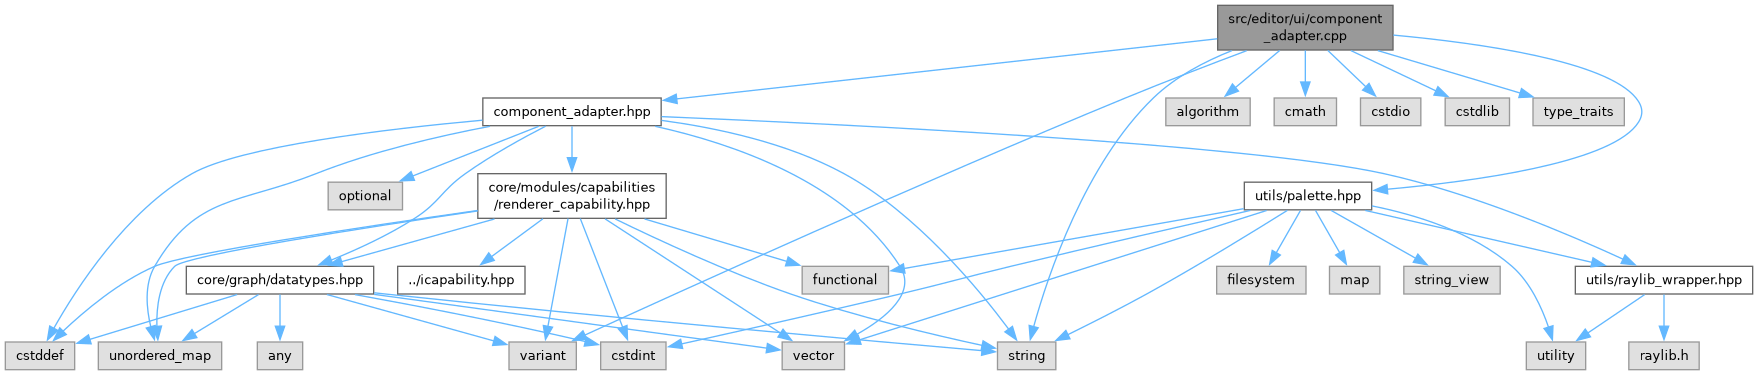 src/editor/ui/component
_adapter.cpp
component_adapter.hpp
algorithm
cmath
cstdio
cstdlib
type_traits
optional
core/modules/capabilities
/renderer_capability.hpp
utils/palette.hpp
core/graph/datatypes.hpp
../icapability.hpp
functional
filesystem
map
string_view
utils/raylib_wrapper.hpp
cstddef
unordered_map
any
variant
cstdint
vector
string
utility
raylib.h